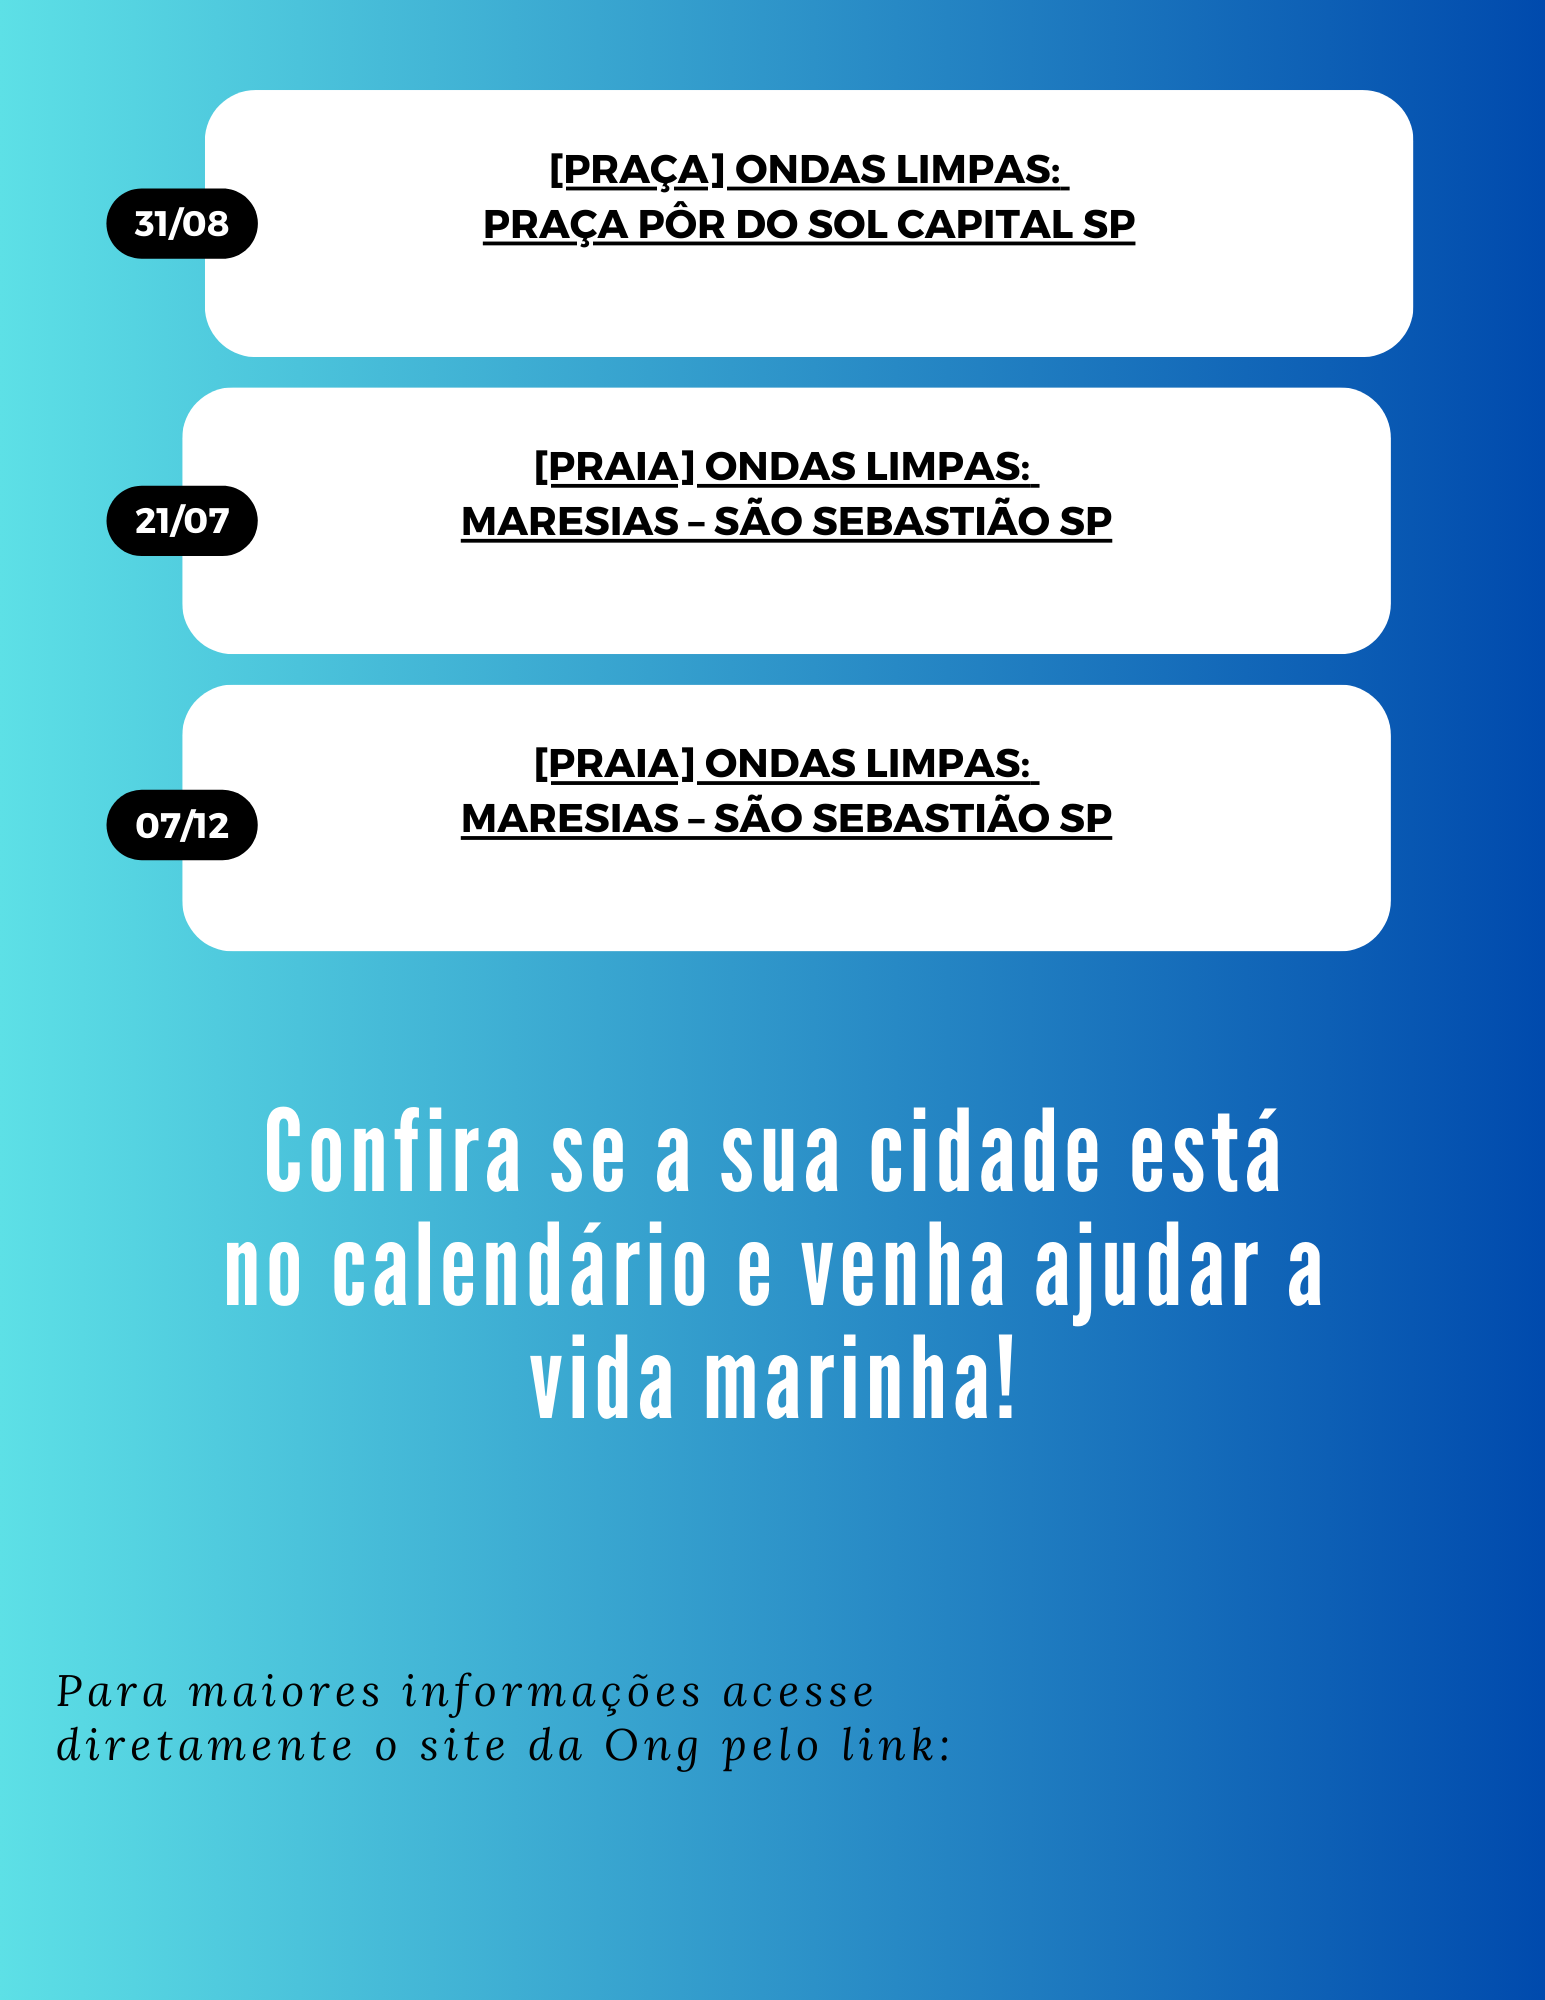 [PRAÇA] ONDAS LIMPAS:
PRAÇA PÔR DO SOL CAPITAL SP
31/08
[PRAIA] ONDAS LIMPAS:
MARESIAS – SÃO SEBASTIÃO SP
21/07
[PRAIA] ONDAS LIMPAS:
MARESIAS – SÃO SEBASTIÃO SP
07/12
Confira se a sua cidade está
no calendário e venha ajudar a
vida marinha!
Para maiores informações acesse
diretamente o site da Ong pelo link: